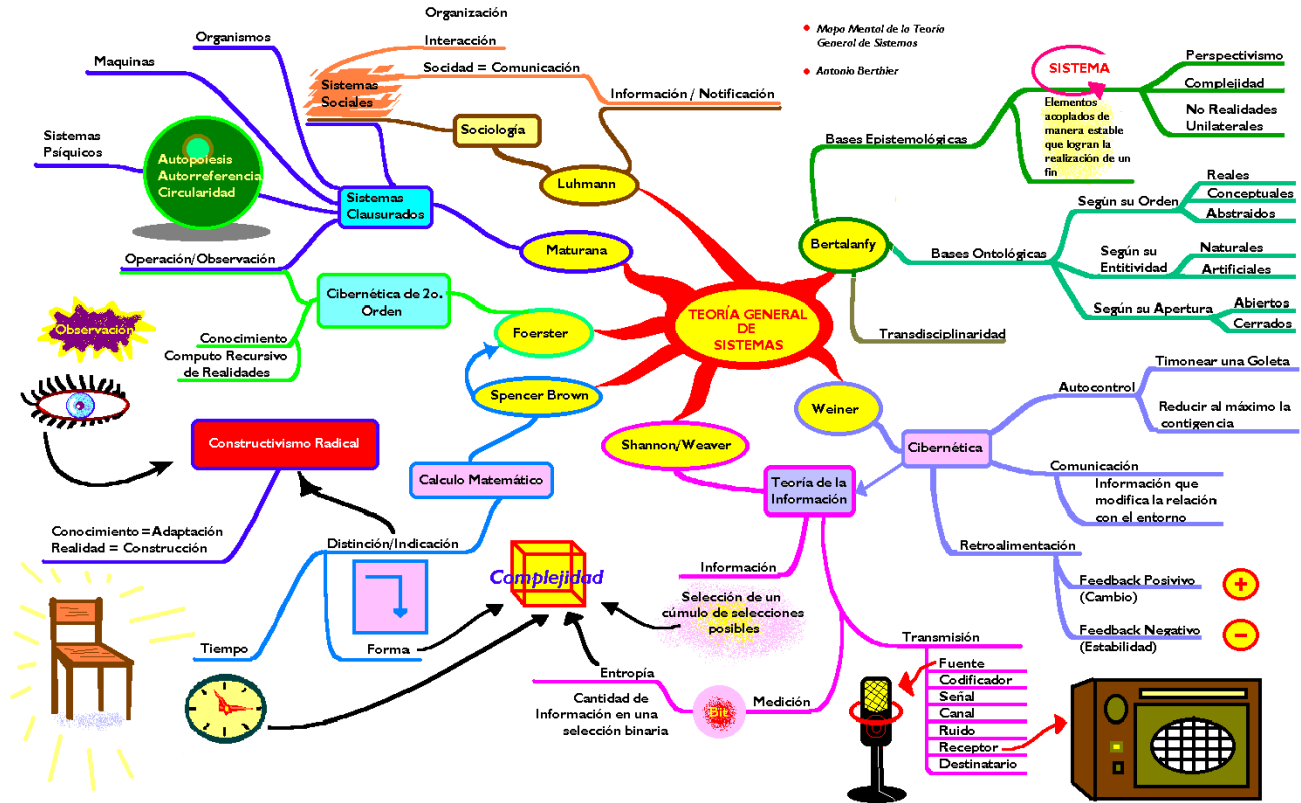 Organización
Interacción
Socidad = Comunicación
Información / Notificación
Sistemas
Sociales
Sociología
Luhmann
Organismos
Maquinas
Sistemas
Psíquicos
Autopoiesis
Autorreferencia
Circularidad
Sistemas
Clausurados
Maturana
Operación/Observación
Cibernética de 2o.
Orden
Foerster
Observación
Conocimiento
Computo Recursivo
de Realidades
Spencer Brown
Constructivismo Radical
Calculo Matemático
Conocimiento =Adaptación
Realidad = Construcción
Distinción/Indicación
Tiempo
Forma
Complejidad
TEORÍA GENERAL
DE
SISTEMAS
Mapa Mental de la Teoría
General de Sistemas
Antonio Berthier
SISTEMA
Elementos
acoplados de
manera estable
que logran la
realización de un
fin
Perspectivismo
Complejidad
No Realidades
Unilaterales
Bases Epistemológicas
Bertalanfy
Bases Ontológicas
Según su Orden
Reales
Conceptuales
Abstraidos
Según su
Entitividad
Naturales
Artificiales
Según su Apertura
Abiertos
Cerrados
Transdisciplinaridad
Weiner
Cibernética
Autocontrol
Timonear una Goleta
Reducir al máximo la
contigencia
Comunicación
Información que
modifica la relación
con el entorno
Retroalimentación
Feedback Posivivo
(Cambio)
+
Feedback Negativo
(Estabilidad)
−
Shannon/Weaver
Teoría de la
Información
Información
Selección de un
cúmulo de selecciones
posibles
Entropía
Cantidad de
Información en una
selección binaria
Bit
Medición
Transmisión
Fuente
Codificador
Señal
Canal
Ruido
Receptor
Destinatario